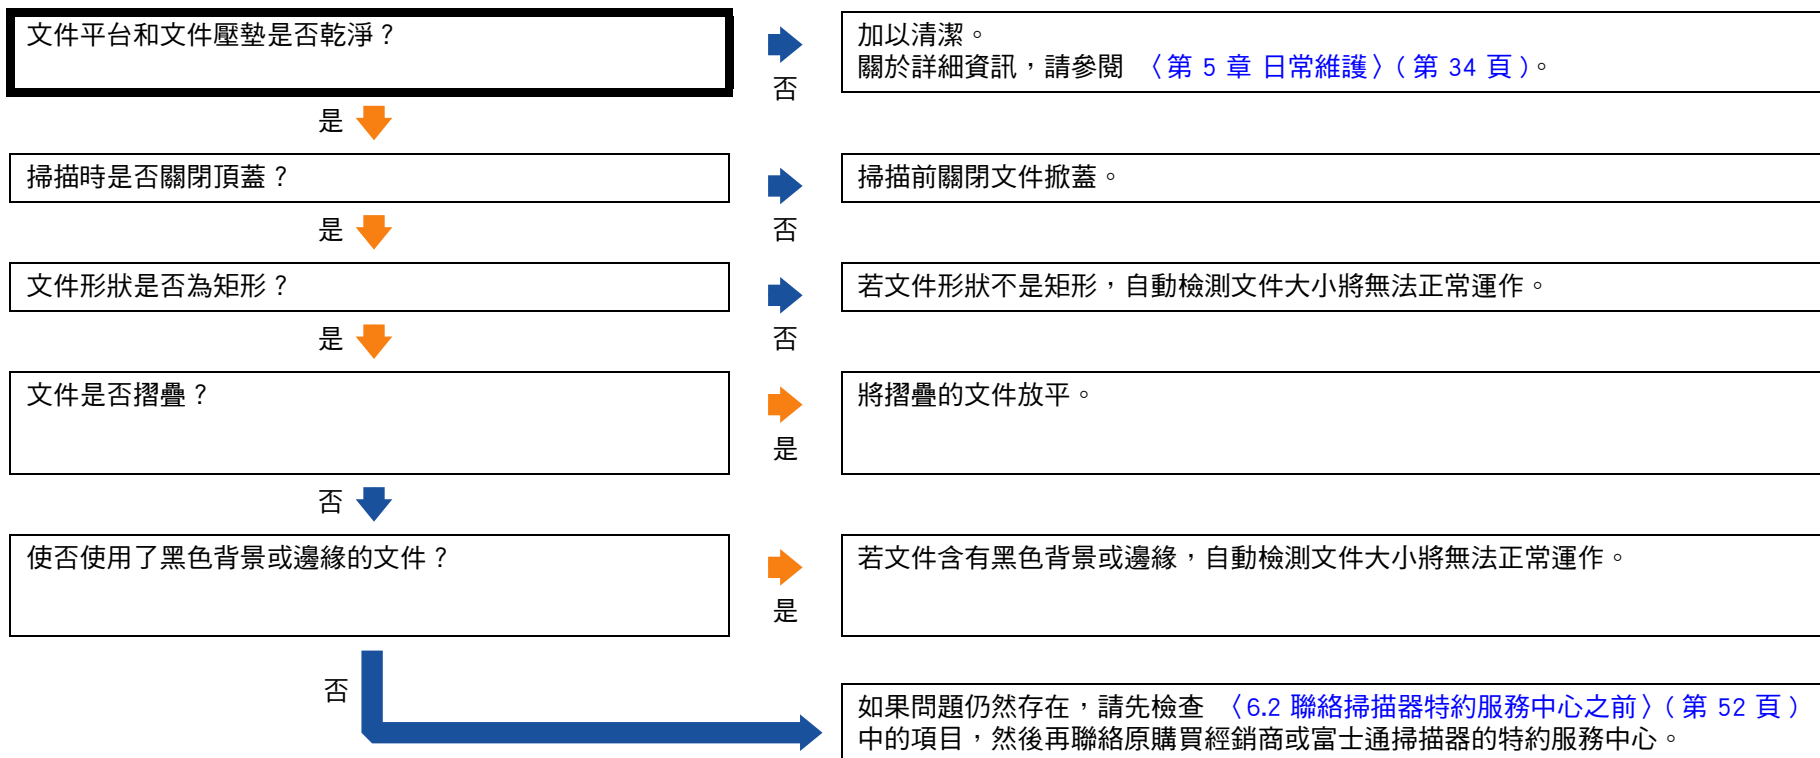 文件平台和文件壓墊是否乾淨？
否
加以清潔。
關於詳細資訊，請參閱 〈第 5 章 日常維護〉( 第 34 頁 )。
是
掃描時是否關閉頂蓋？
否
掃描前關閉文件掀蓋。
是
文件形狀是否為矩形？
否
若文件形狀不是矩形，自動檢測文件大小將無法正常運作。
是
文件是否摺疊？
是
將摺疊的文件放平。
否
使否使用了黑色背景或邊緣的文件？
是
若文件含有黑色背景或邊緣，自動檢測文件大小將無法正常運作。
否
如果問題仍然存在，請先檢查 〈6.2 聯絡掃描器特約服務中心之前〉( 第 52 頁 )
中的項目，然後再聯絡原購買經銷商或富士通掃描器的特約服務中心。